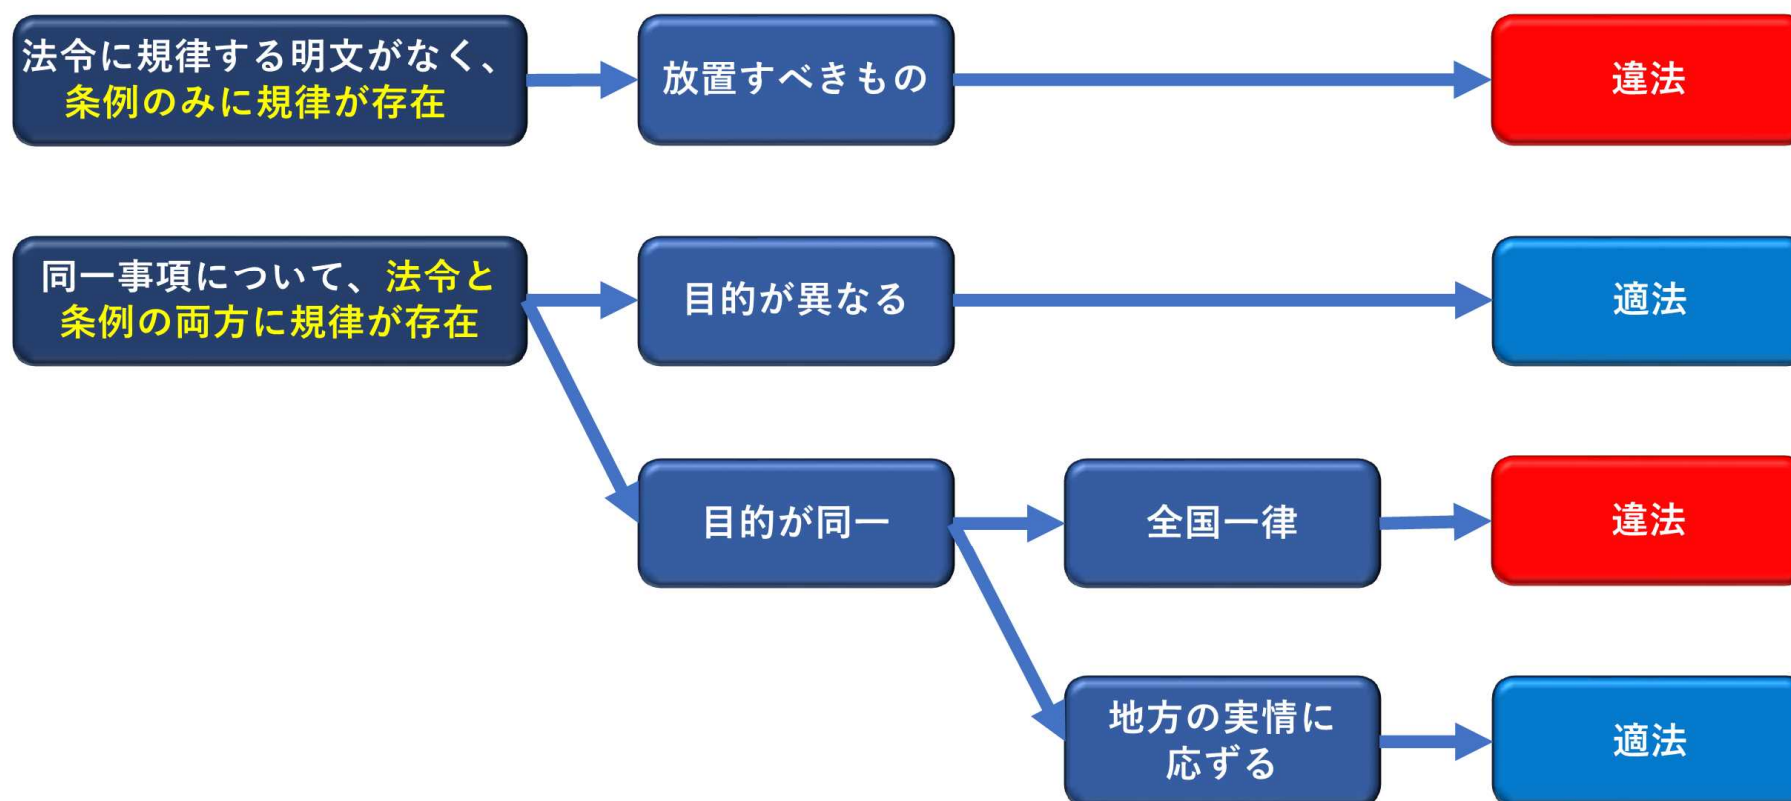 法令に規律する明文がなく、
条例のみに規律が存在
放置すべきもの
違法
同一事項について、法令と
条例の両方に規律が存在
目的が異なる
適法
目的が同一
全国一律
違法
地方の実情に
応ずる
適法